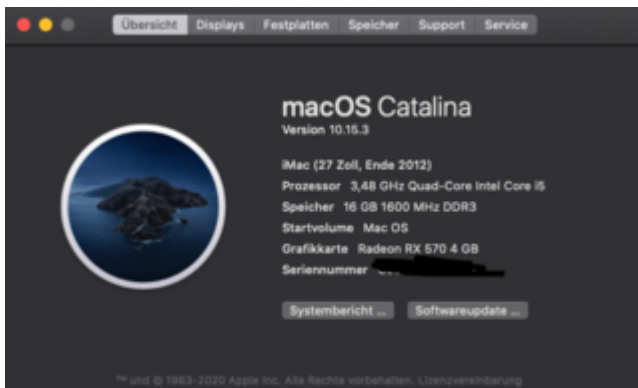 Übersicht Displays Festplatten Speicher Support Service
macOS Catalina
Version 10.15.3
iMac (27 Zoll, Ende 2012)
Prozessor 3,48 GHz Quad-Core Intel Core i5
Speicher 16 GB 1600 MHz DDR3
Startvolume Mac OS
Grafikkarte Radeon RX 570 4 GB
Seriennummer
Systembericht ...
Softwareupdate ...
™ und © 1983-2020 Apple Inc. Alle Rechte vorbehalten. Lizenzvereinbarung